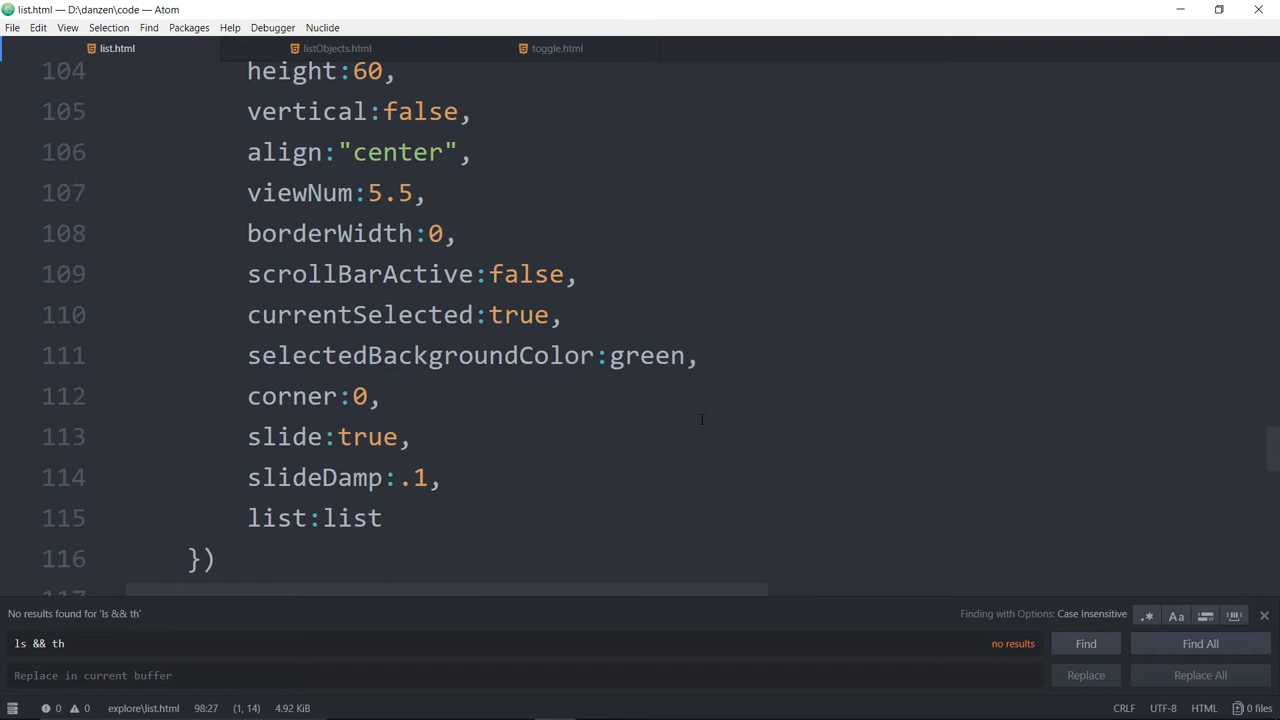 list.html — D:\danzen\code — Atom
File Edit View Selection Find Packages Help Debugger Nuclide
list.html listObjects.html toggle.html
104 height:60,
105 vertical:false,
106 align:"center",
107 viewNum:5.5,
108 borderWidth:0,
109 scrollBarActive:false,
110 currentSelected:true,
111 selectedBackgroundColor:green,
112 corner:0,
113 slide:true,
114 slideDamp:.1,
115 list:list
116 })
117
No results found for 'ls && th' Finding with Options: Case Insensitive .* Aa
ls && th no results Find Find All
Replace in current buffer Replace Replace All
0 0 explore\list.html 98:27 (1, 14) 4.92 KiB CRLF UTF-8 HTML 0 files